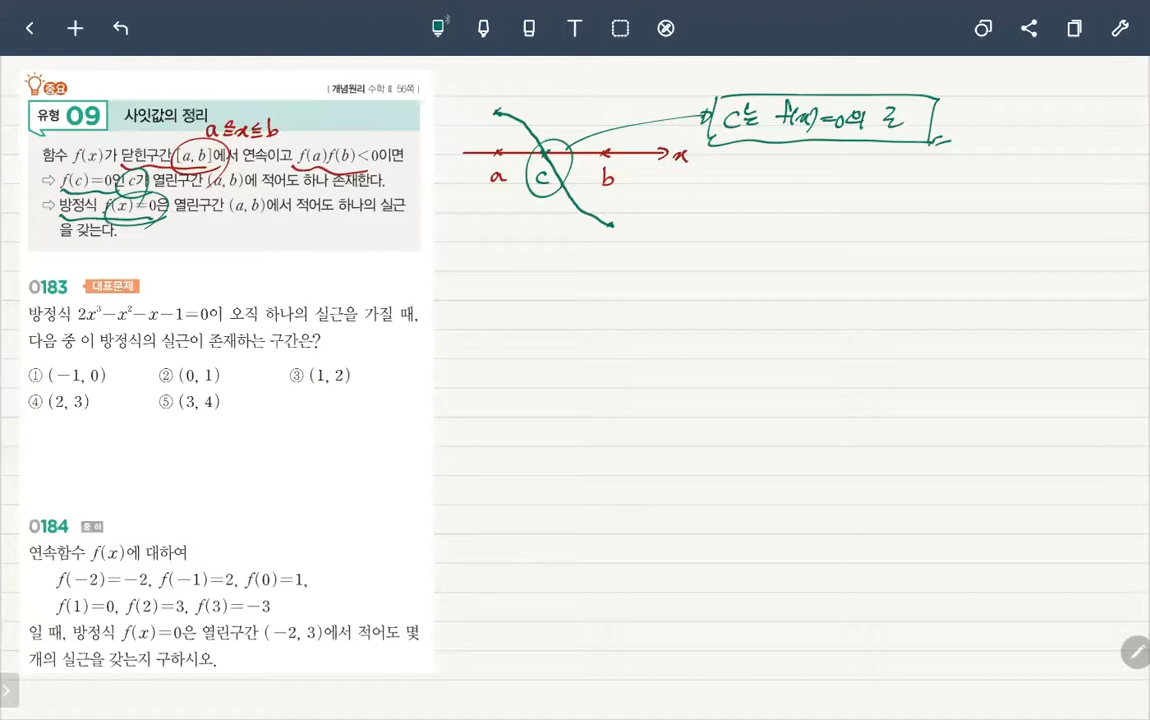 중요
개념원리 수학 Ⅱ 56쪽
유형 09 사잇값의 정리
a≦x≦b
함수 f(x)가 닫힌구간 [a, b]에서 연속이고 f(a)f(b)<0이면
⇨ f(c)=0인 c가 열린구간 (a, b)에 적어도 하나 존재한다.
⇨ 방정식 f(x)=0은 열린구간 (a, b)에서 적어도 하나의 실근
을 갖는다.
c는 f(x)=0의 근
x
a c b
0183 대표문제
방정식 2x³-x²-x-1=0이 오직 하나의 실근을 가질 때,
다음 중 이 방정식의 실근이 존재하는 구간은?
① (-1, 0) ② (0, 1) ③ (1, 2)
④ (2, 3) ⑤ (3, 4)
0184 중하
연속함수 f(x)에 대하여
f(-2)=-2, f(-1)=2, f(0)=1,
f(1)=0, f(2)=3, f(3)=-3
일 때, 방정식 f(x)=0은 열린구간 (-2, 3)에서 적어도 몇
개의 실근을 갖는지 구하시오.